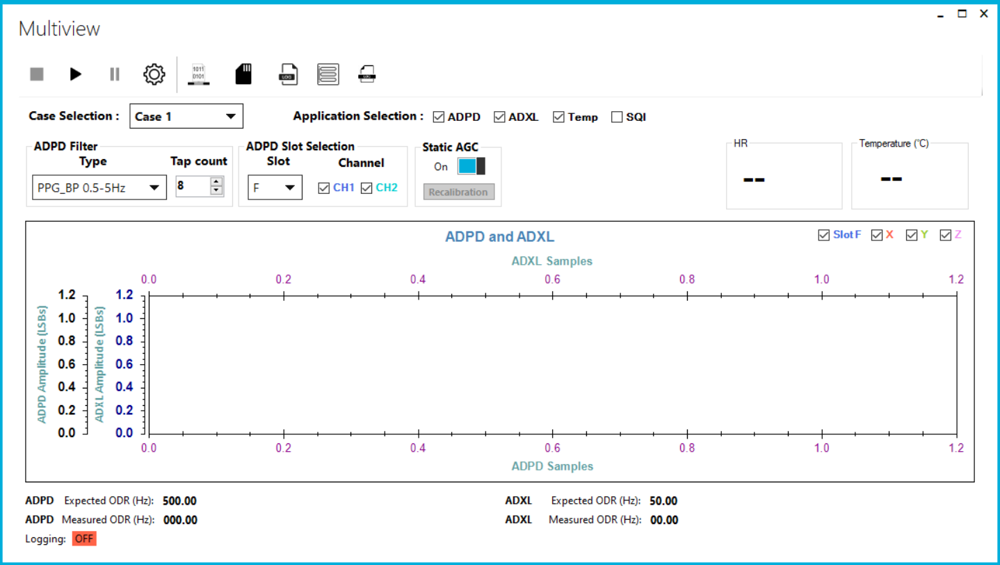 Multiview
1011
0101
LOG
Case Selection : Case 1 Application Selection : ADPD ADXL Temp SQI
ADPD Filter ADPD Slot Selection Static AGC HR Temperature (°C)
Type Tap count Slot Channel On
PPG_BP 0.5-5Hz 8 F CH1 CH2 Recalibration -- --
ADPD and ADXL Slot F X Y Z
ADXL Samples
0.0 0.2 0.4 0.6 0.8 1.0 1.2
ADPD Amplitude (LSBs)
1.2
1.0
0.8
0.6
0.4
0.2
0.0
ADXL Amplitude (LSBs)
1.2
1.0
0.8
0.6
0.4
0.2
0.0
0.0 0.2 0.4 0.6 0.8 1.0 1.2
ADPD Samples
ADPD Expected ODR (Hz): 500.00 ADXL Expected ODR (Hz): 50.00
ADPD Measured ODR (Hz): 000.00 ADXL Measured ODR (Hz): 00.00
Logging: OFF